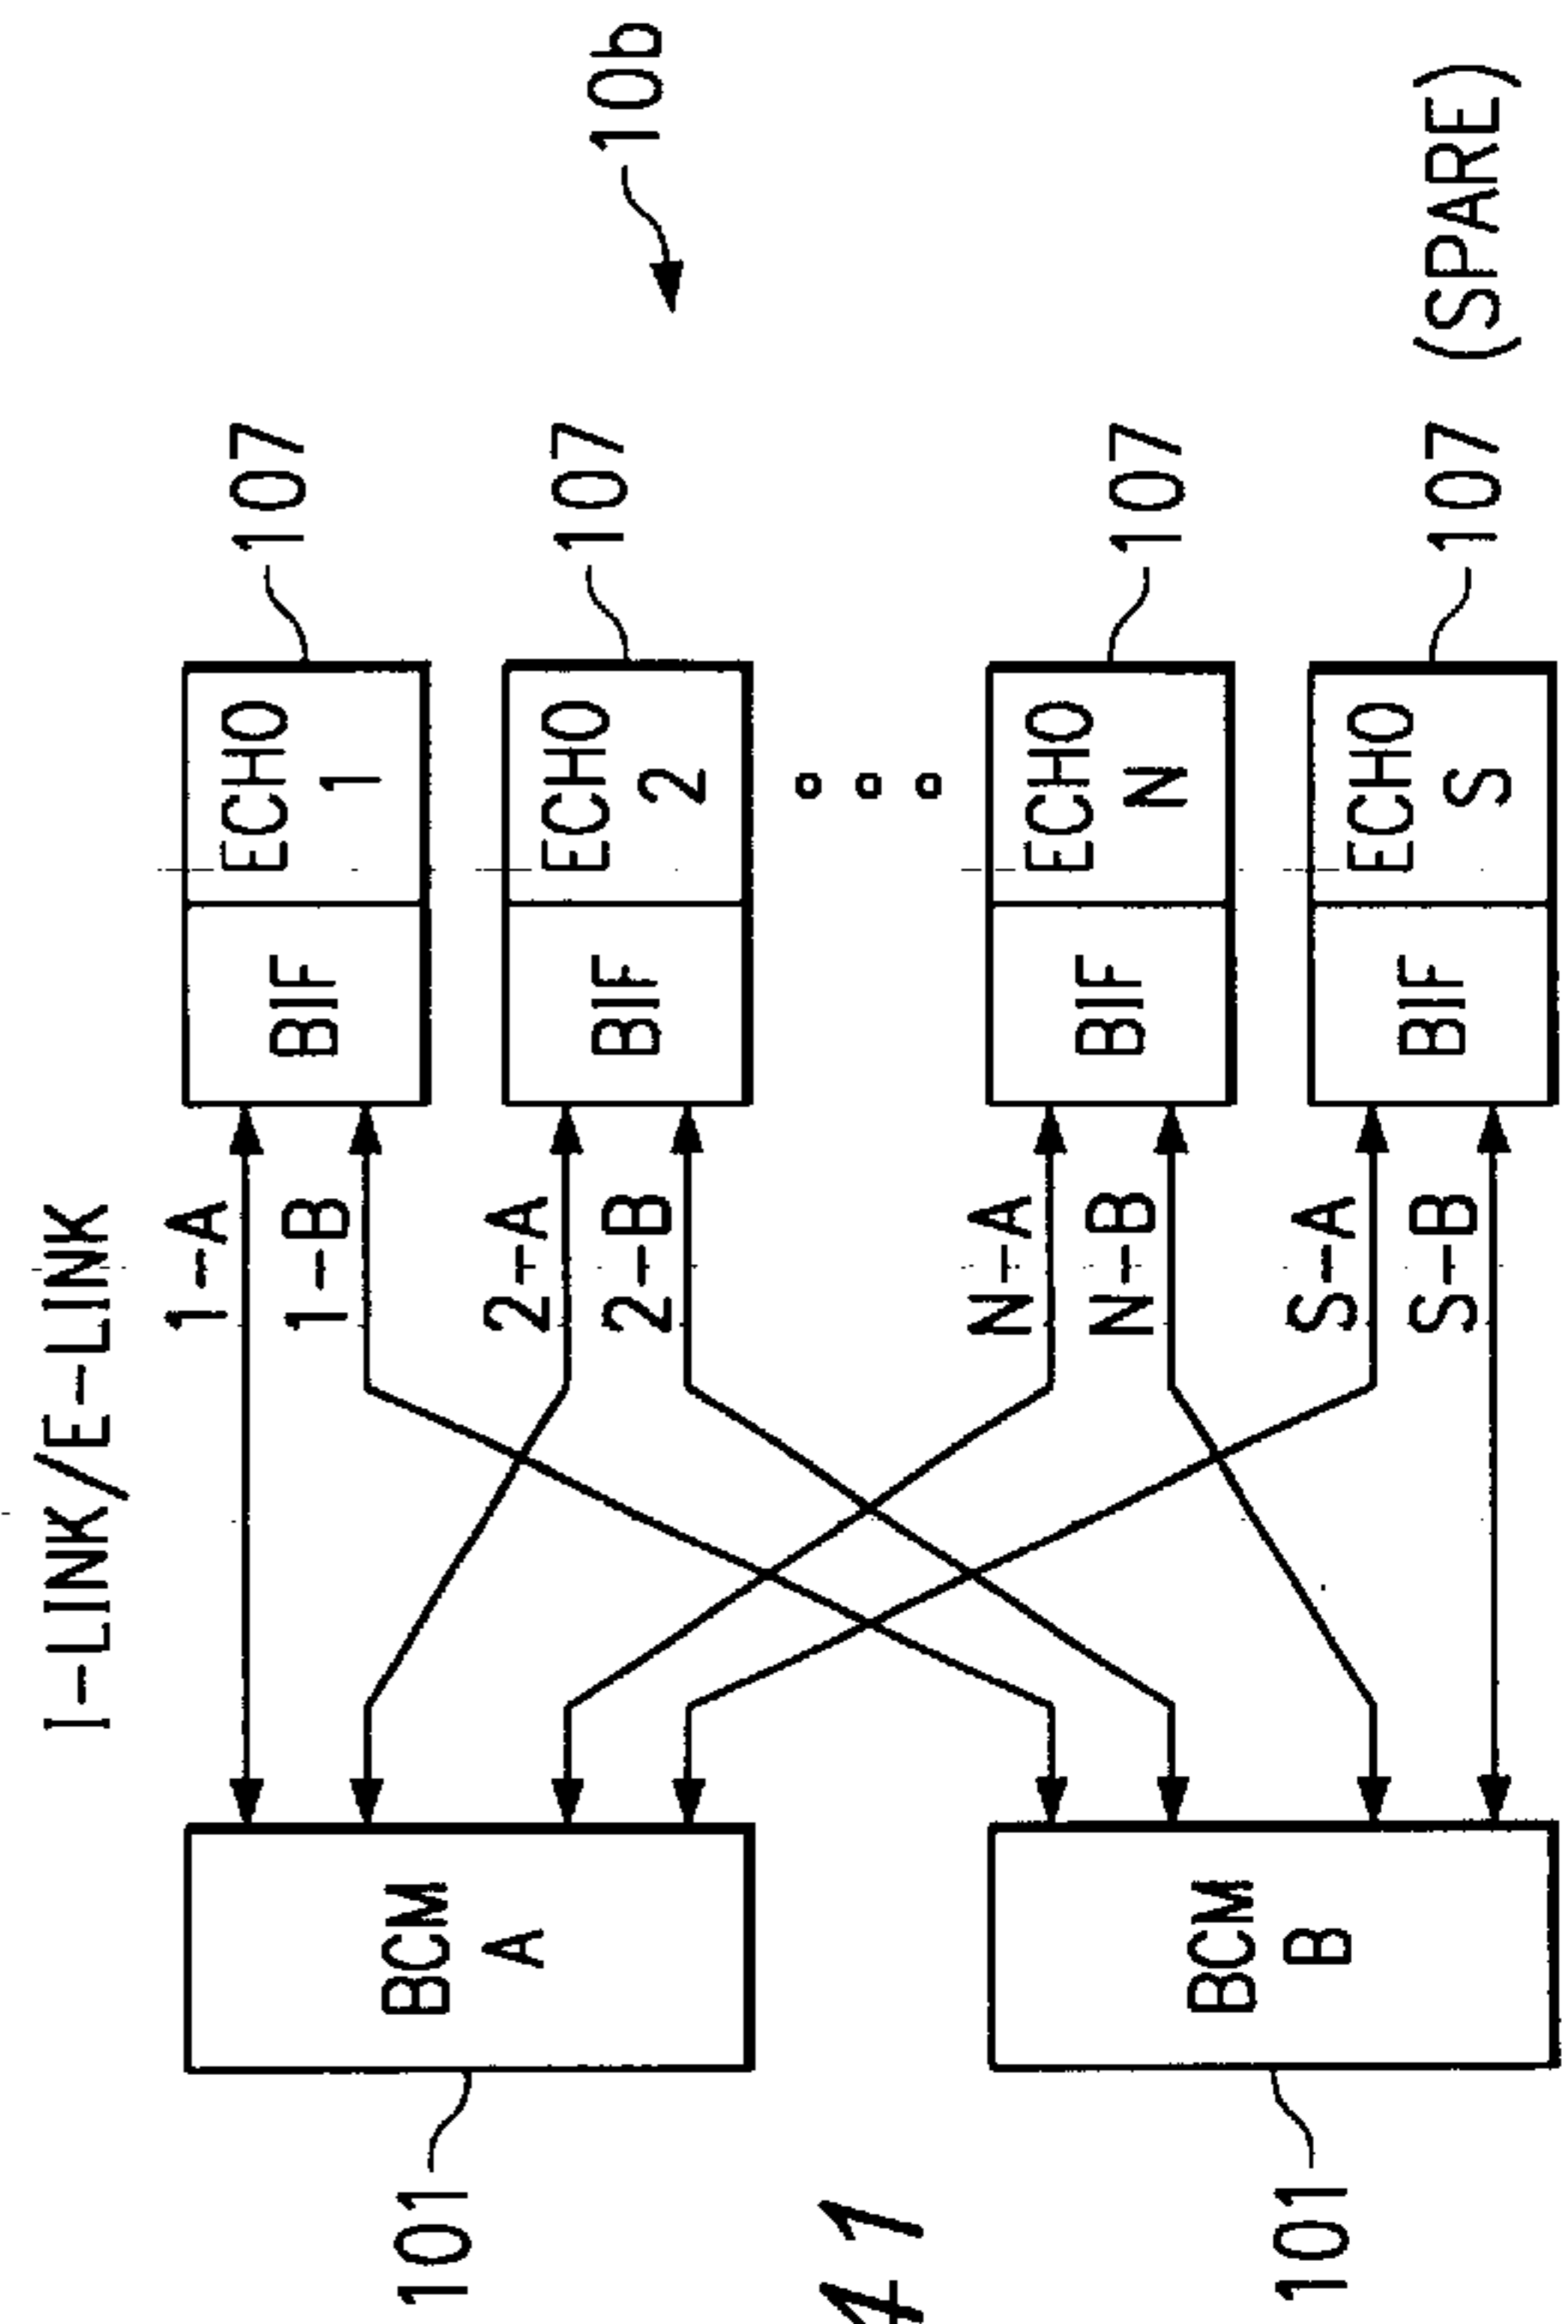 I-LINK/E-LINK
10b
BCM
A
101
BCM
B
101
1-A
1-B
2-A
2-B
N-A
N-B
S-A
S-B
BIF
ECHO
1
107
BIF
ECHO
2
107
BIF
ECHO
N
107
BIF
ECHO
S
107 (SPARE)
41